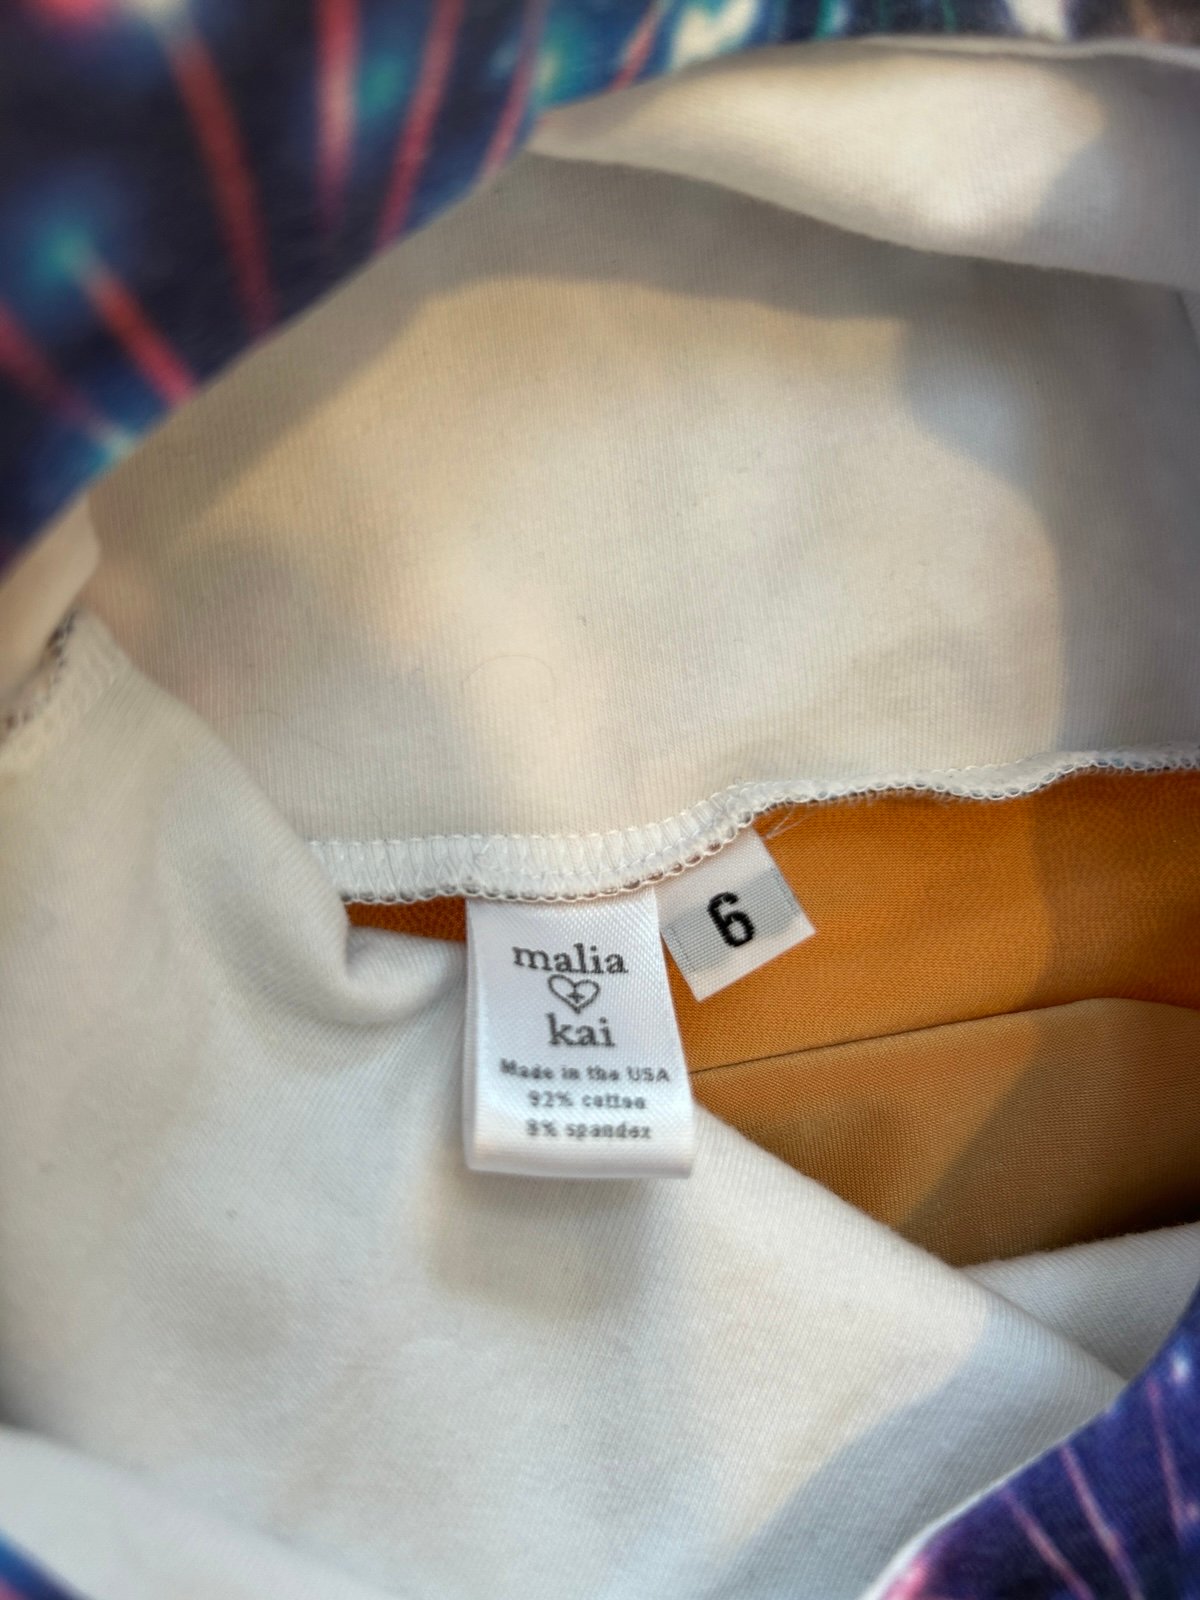 malia
kai
Made in the USA
92% cotton
8% spandex
6